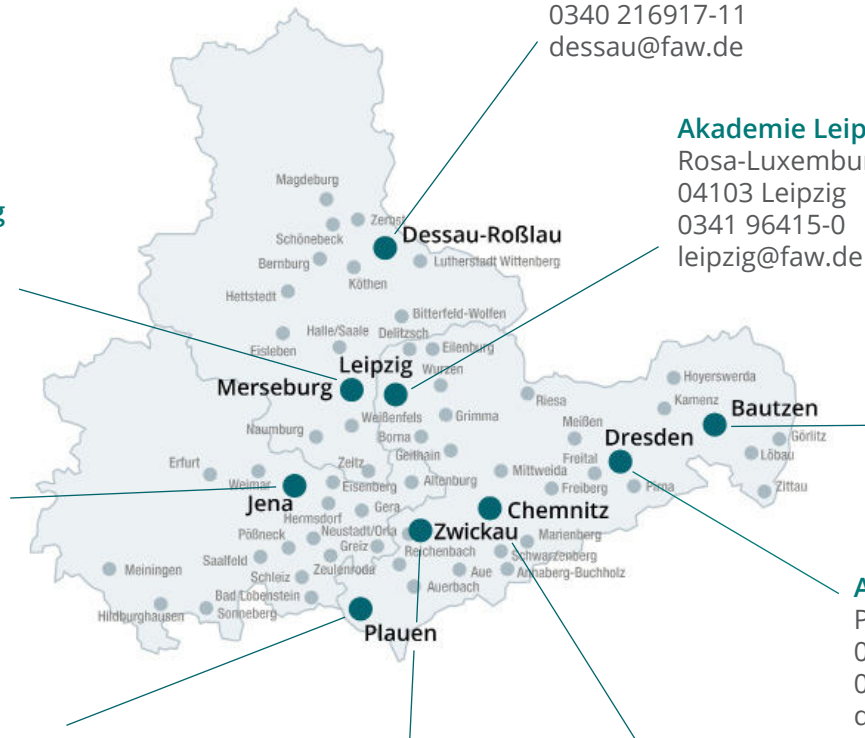 0340 216917-11
dessau@faw.de
Akademie Leip
Rosa-Luxembur
04103 Leipzig
0341 96415-0
leipzig@faw.de
g
Magdeburg
Zerbst
Schönebeck
Dessau-Roßlau
Bernburg
Lutherstadt Wittenberg
Köthen
Hettstedt
Bitterfeld-Wolfen
Halle/Saale
Delitzsch
Eisleben
Eilenburg
Leipzig
Wurzen
Merseburg
Hoyerswerda
Riesa
Kamenz
Bautzen
Weißenfels
Grimma
Meißen
Naumburg
Borna
Dresden
Görlitz
Geithain
Löbau
Erfurt
Zeitz
Freital
Weimar
Mittweida
Eisenberg
Altenburg
Freiberg
Pirna
Zittau
Jena
Hermsdorf
Gera
Chemnitz
Pößneck
Neustadt/Orla
Zwickau
Marienberg
Greiz
Reichenbach
Schwarzenberg
Saalfeld
Zeulenroda
Meiningen
Schleiz
Aue
Annaberg-Buchholz
Auerbach
Bad Lobenstein
Hildburghausen
Sonneberg
Plauen
A
P
0
0
d